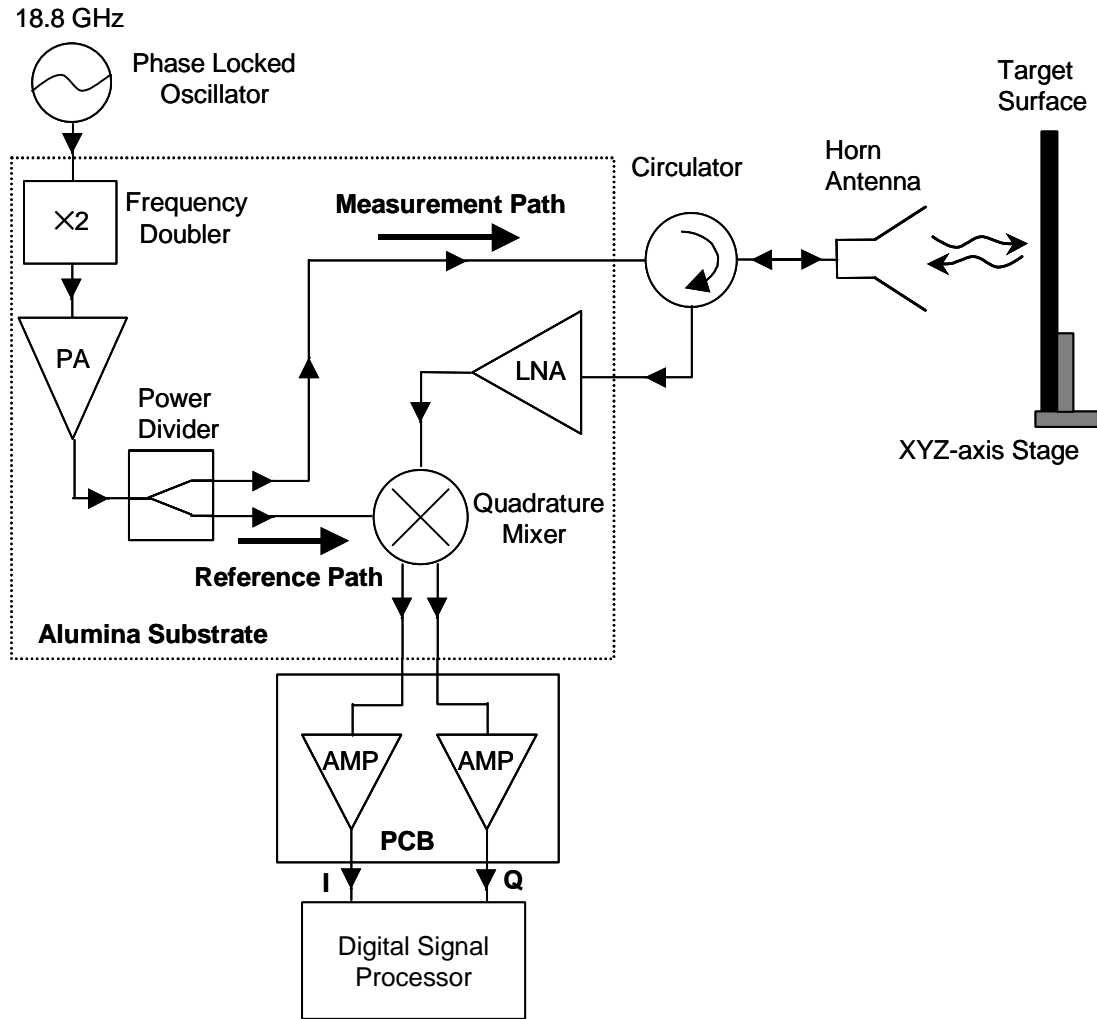 18.8 GHz
Phase Locked
Oscillator
Target
Surface
Circulator
Horn
Antenna
×2
Frequency
Doubler
Measurement Path
PA
LNA
Power
Divider
XYZ-axis Stage
Quadrature
Mixer
Reference Path
Alumina Substrate
AMP
AMP
PCB
I
Q
Digital Signal
Processor